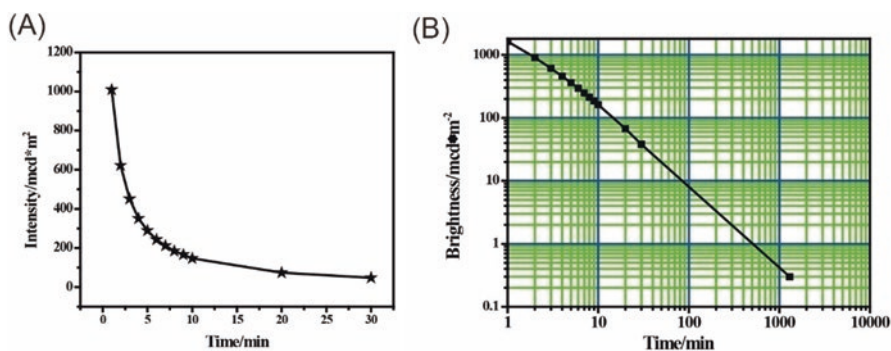 (A)
Intensity/mcd*m²
1200
1000
800
600
400
200
0
0 5 10 15 20 25 30
Time/min
(B)
Brightness/mcd◆m⁻²
1000
100
10
1
0.1
1 10 100 1000 10000
Time/min